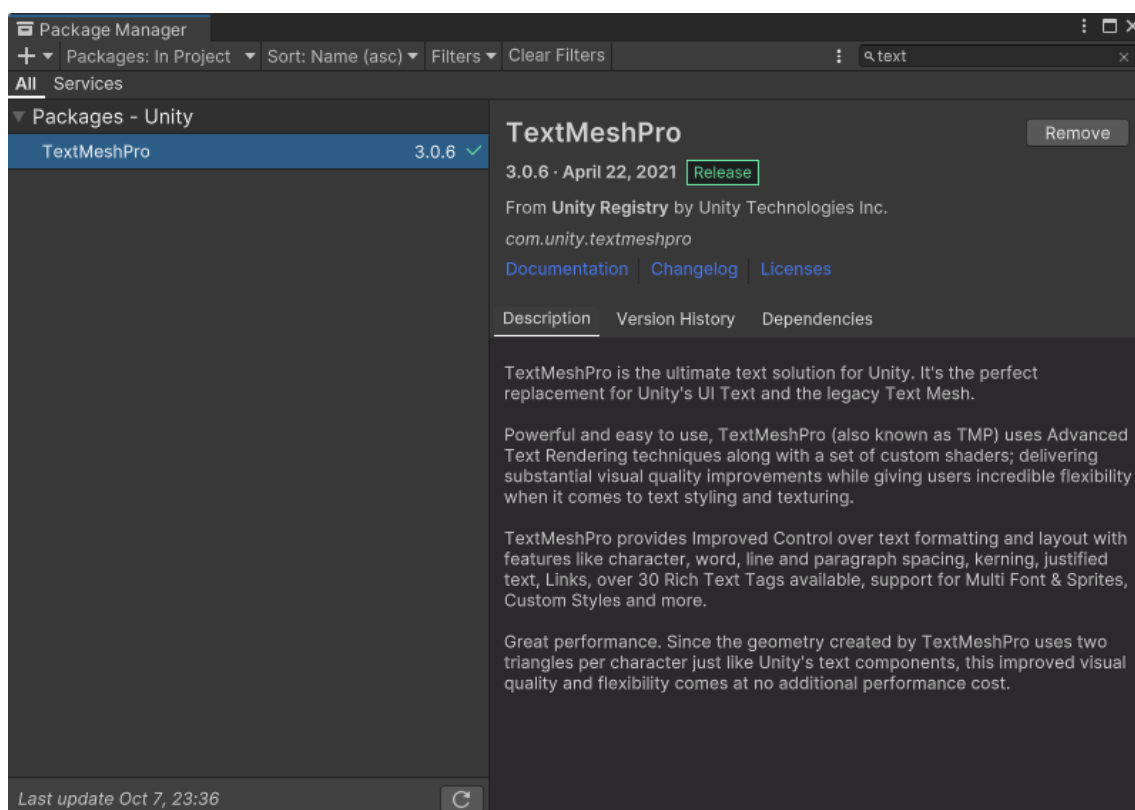 Package Manager
Packages: In Project Sort: Name (asc) Filters Clear Filters text
All Services
Packages - Unity
TextMeshPro 3.0.6
TextMeshPro
Remove
3.0.6 · April 22, 2021 Release
From Unity Registry by Unity Technologies Inc.
com.unity.textmeshpro
Documentation Changelog Licenses
Description Version History Dependencies
TextMeshPro is the ultimate text solution for Unity. It's the perfect
replacement for Unity's UI Text and the legacy Text Mesh.
Powerful and easy to use, TextMeshPro (also known as TMP) uses Advanced
Text Rendering techniques along with a set of custom shaders; delivering
substantial visual quality improvements while giving users incredible flexibility
when it comes to text styling and texturing.
TextMeshPro provides Improved Control over text formatting and layout with
features like character, word, line and paragraph spacing, kerning, justified
text, Links, over 30 Rich Text Tags available, support for Multi Font & Sprites,
Custom Styles and more.
Great performance. Since the geometry created by TextMeshPro uses two
triangles per character just like Unity's text components, this improved visual
quality and flexibility comes at no additional performance cost.
Last update Oct 7, 23:36